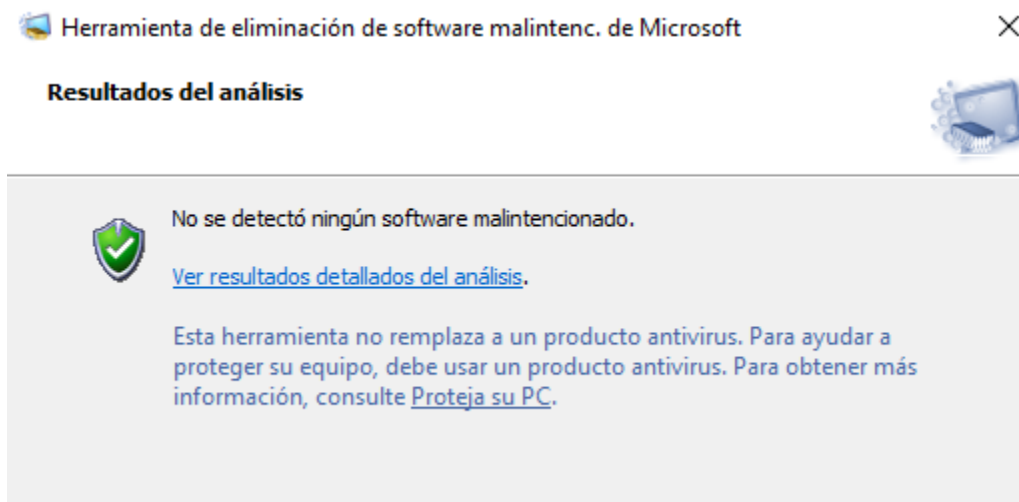 Herramienta de eliminación de software malintenc. de Microsoft
Resultados del análisis
No se detectó ningún software malintencionado.
Ver resultados detallados del análisis.
Esta herramienta no remplaza a un producto antivirus. Para ayudar a
proteger su equipo, debe usar un producto antivirus. Para obtener más
información, consulte Proteja su PC.